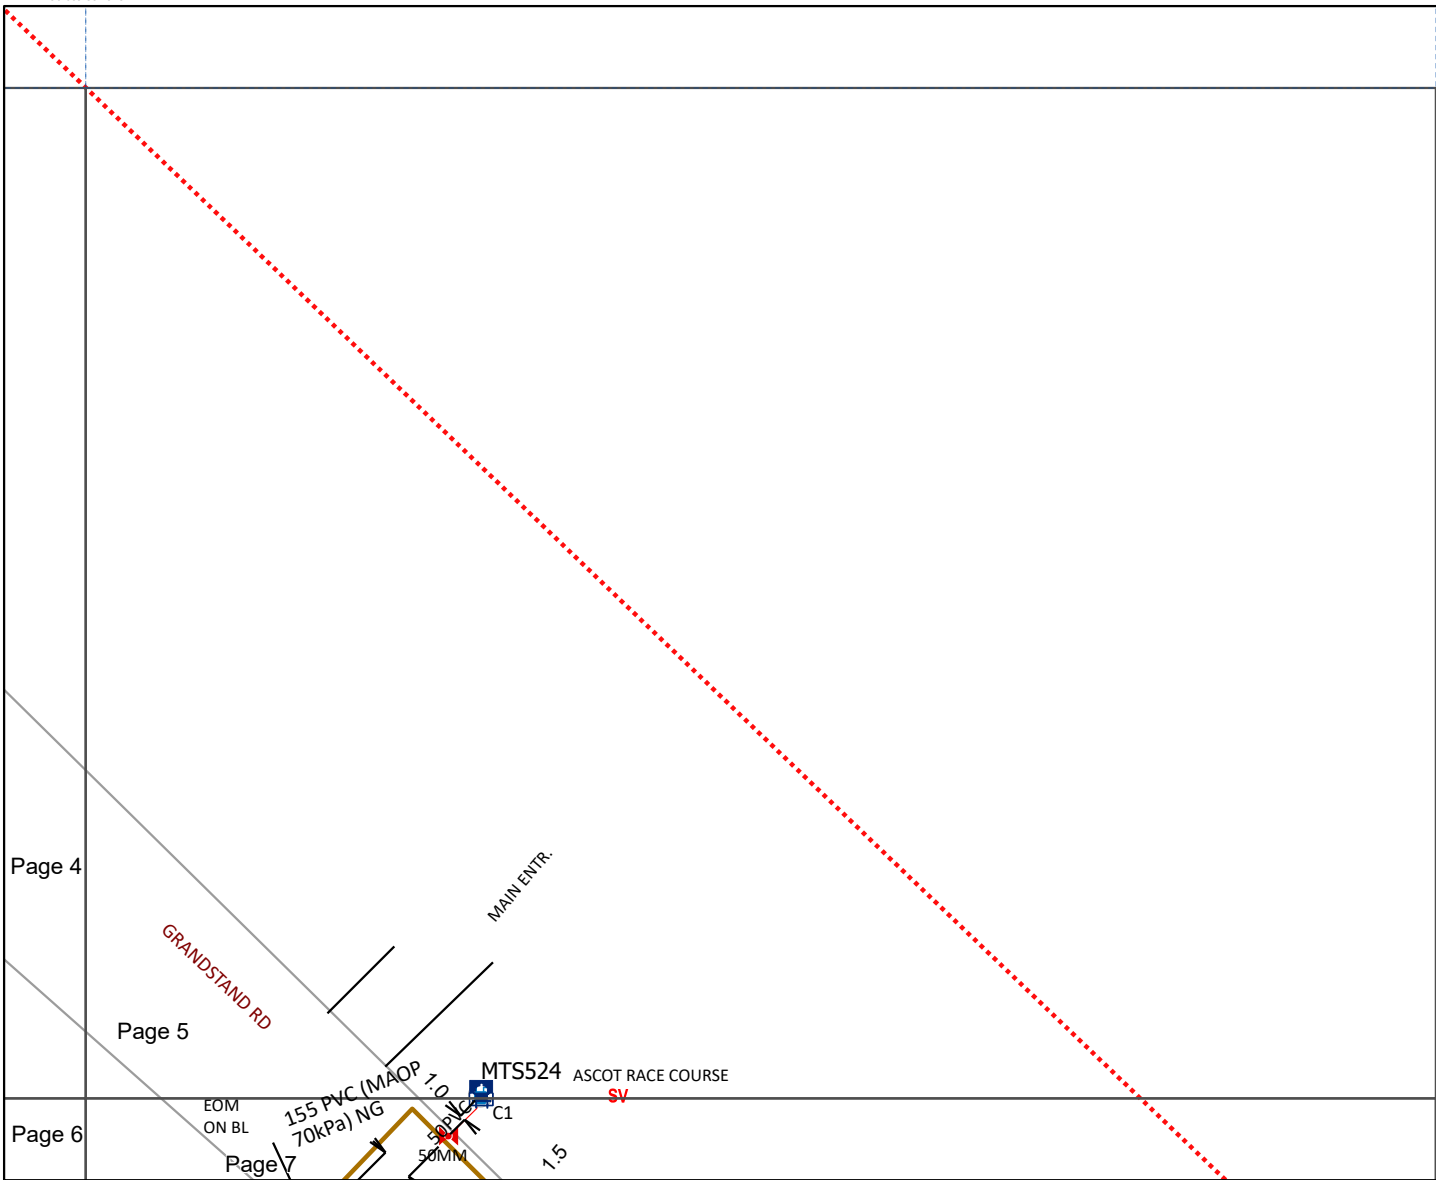 MAIN ENTR.
Page 4
GRANDSTAND RD
Page 5
MTS524
ASCOT RACE COURSE
SV
155 PVC (MAOP
70kPa) NG
1.0
C1
EOM
ON BL
50PVC
Page 6
50MM
1.5
Page 7